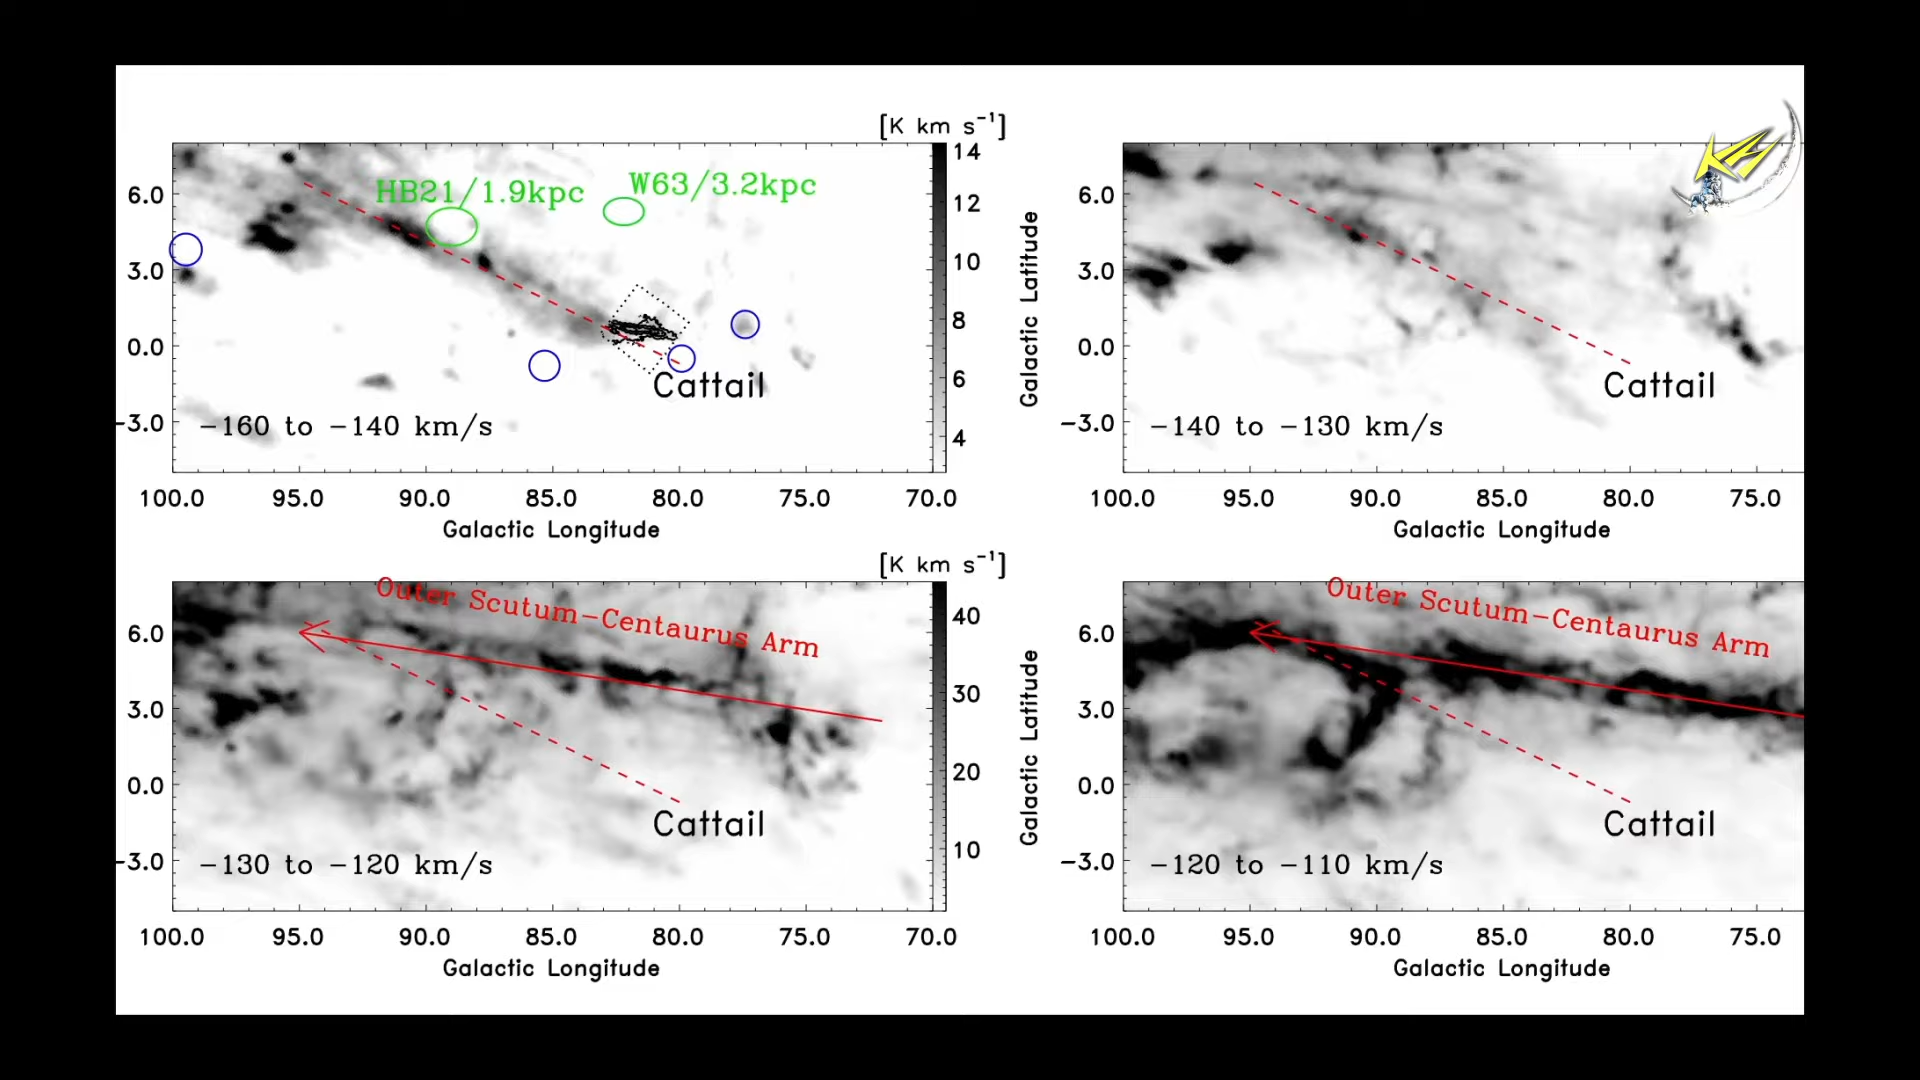 [K km s⁻¹]
14
12
10
8
6
4
HB21/1.9kpc
W63/3.2kpc
6.0
3.0
0.0
−3.0
Cattail
−160 to −140 km/s
100.0 95.0 90.0 85.0 80.0 75.0 70.0
Galactic Longitude
Galactic Latitude
6.0
3.0
0.0
−3.0
Cattail
−140 to −130 km/s
100.0 95.0 90.0 85.0 80.0 75.0
Galactic Longitude
[K km s⁻¹]
40
30
20
10
Outer Scutum−Centaurus Arm
6.0
3.0
0.0
−3.0
Cattail
−130 to −120 km/s
100.0 95.0 90.0 85.0 80.0 75.0 70.0
Galactic Longitude
Galactic Latitude
Outer Scutum−Centaurus Arm
6.0
3.0
0.0
−3.0
Cattail
−120 to −110 km/s
100.0 95.0 90.0 85.0 80.0 75.0
Galactic Longitude